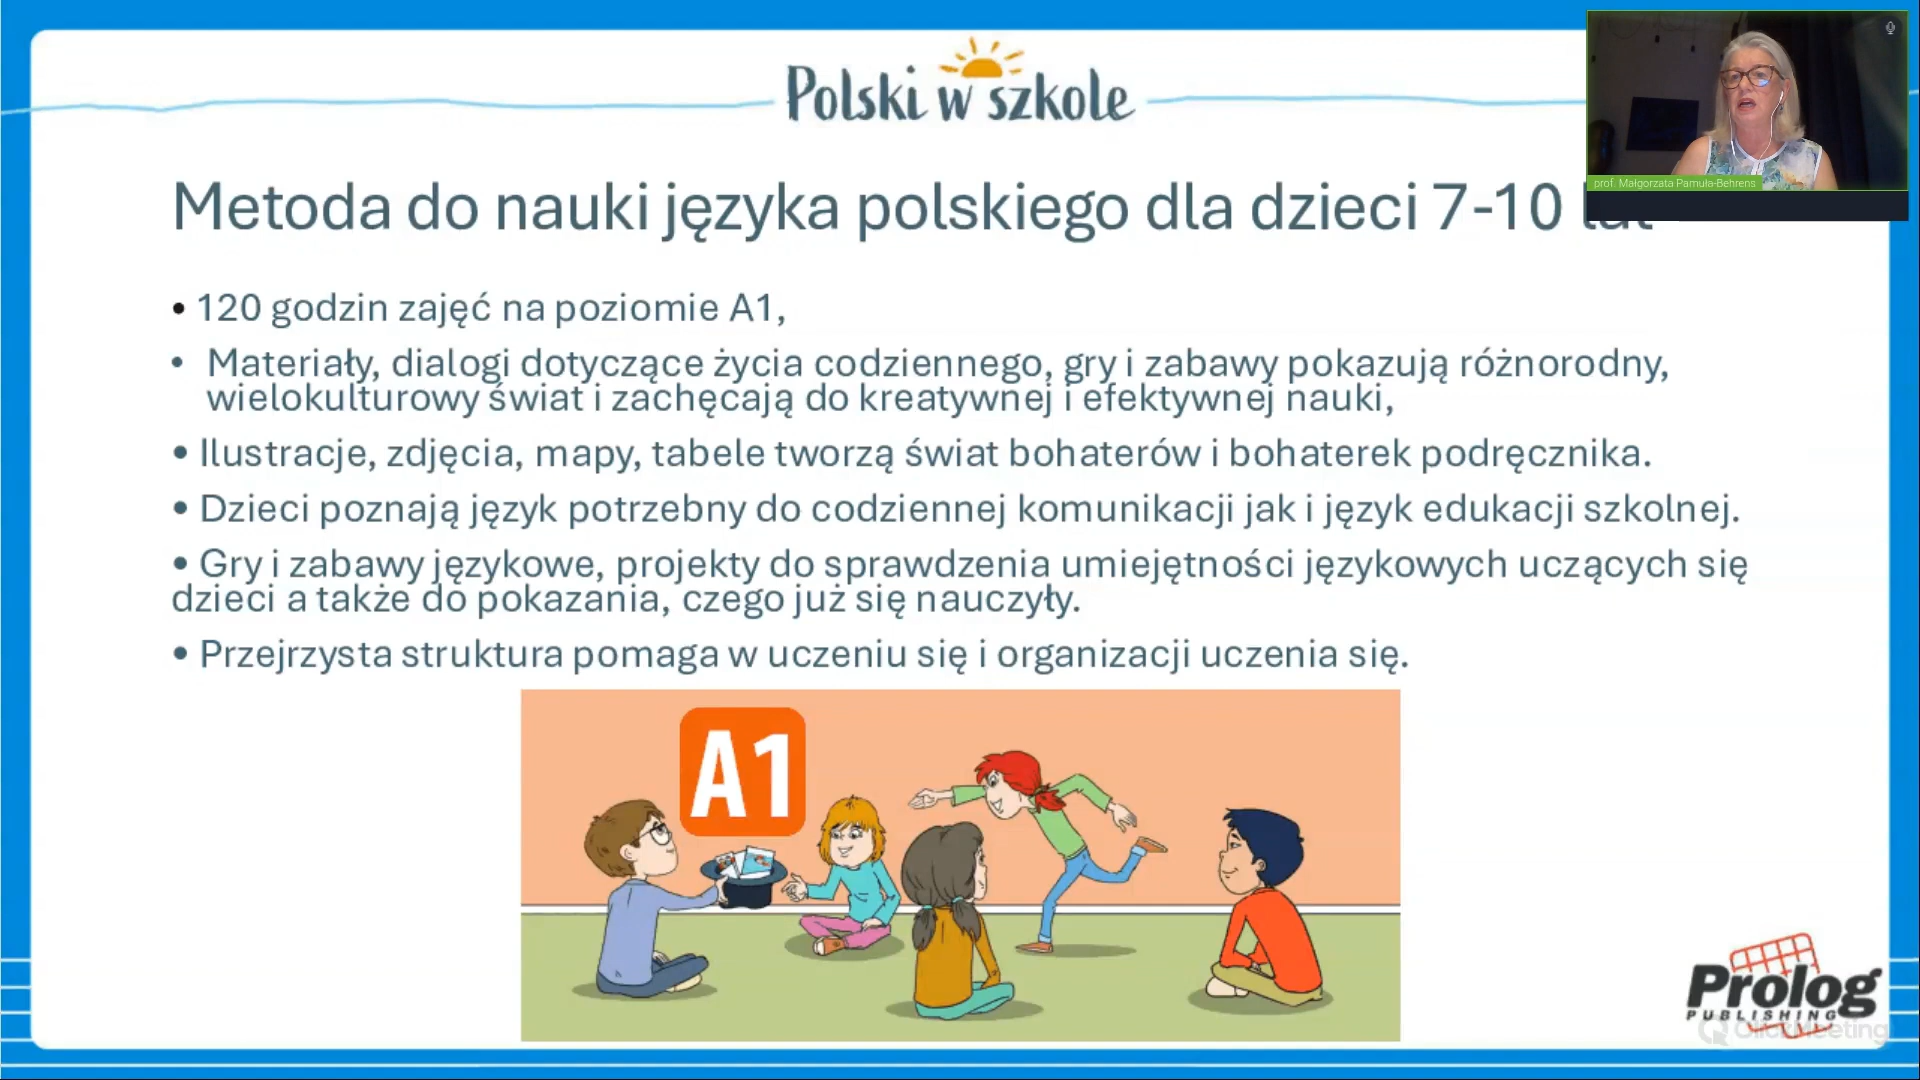 Polski w szkole
prof. Małgorzata Pamuła-Behrens
Metoda do nauki języka polskiego dla dzieci 7-10
• 120 godzin zajęć na poziomie A1,
• Materiały, dialogi dotyczące życia codziennego, gry i zabawy pokazują różnorodny,
wielokulturowy świat i zachęcają do kreatywnej i efektywnej nauki,
• Ilustracje, zdjęcia, mapy, tabele tworzą świat bohaterów i bohaterek podręcznika.
• Dzieci poznają język potrzebny do codziennej komunikacji jak i język edukacji szkolnej.
• Gry i zabawy językowe, projekty do sprawdzenia umiejętności językowych uczących się
dzieci a także do pokazania, czego już się nauczyły.
• Przejrzysta struktura pomaga w uczeniu się i organizacji uczenia się.
A1
Prolog
PUBLISHING
ClickMeeting